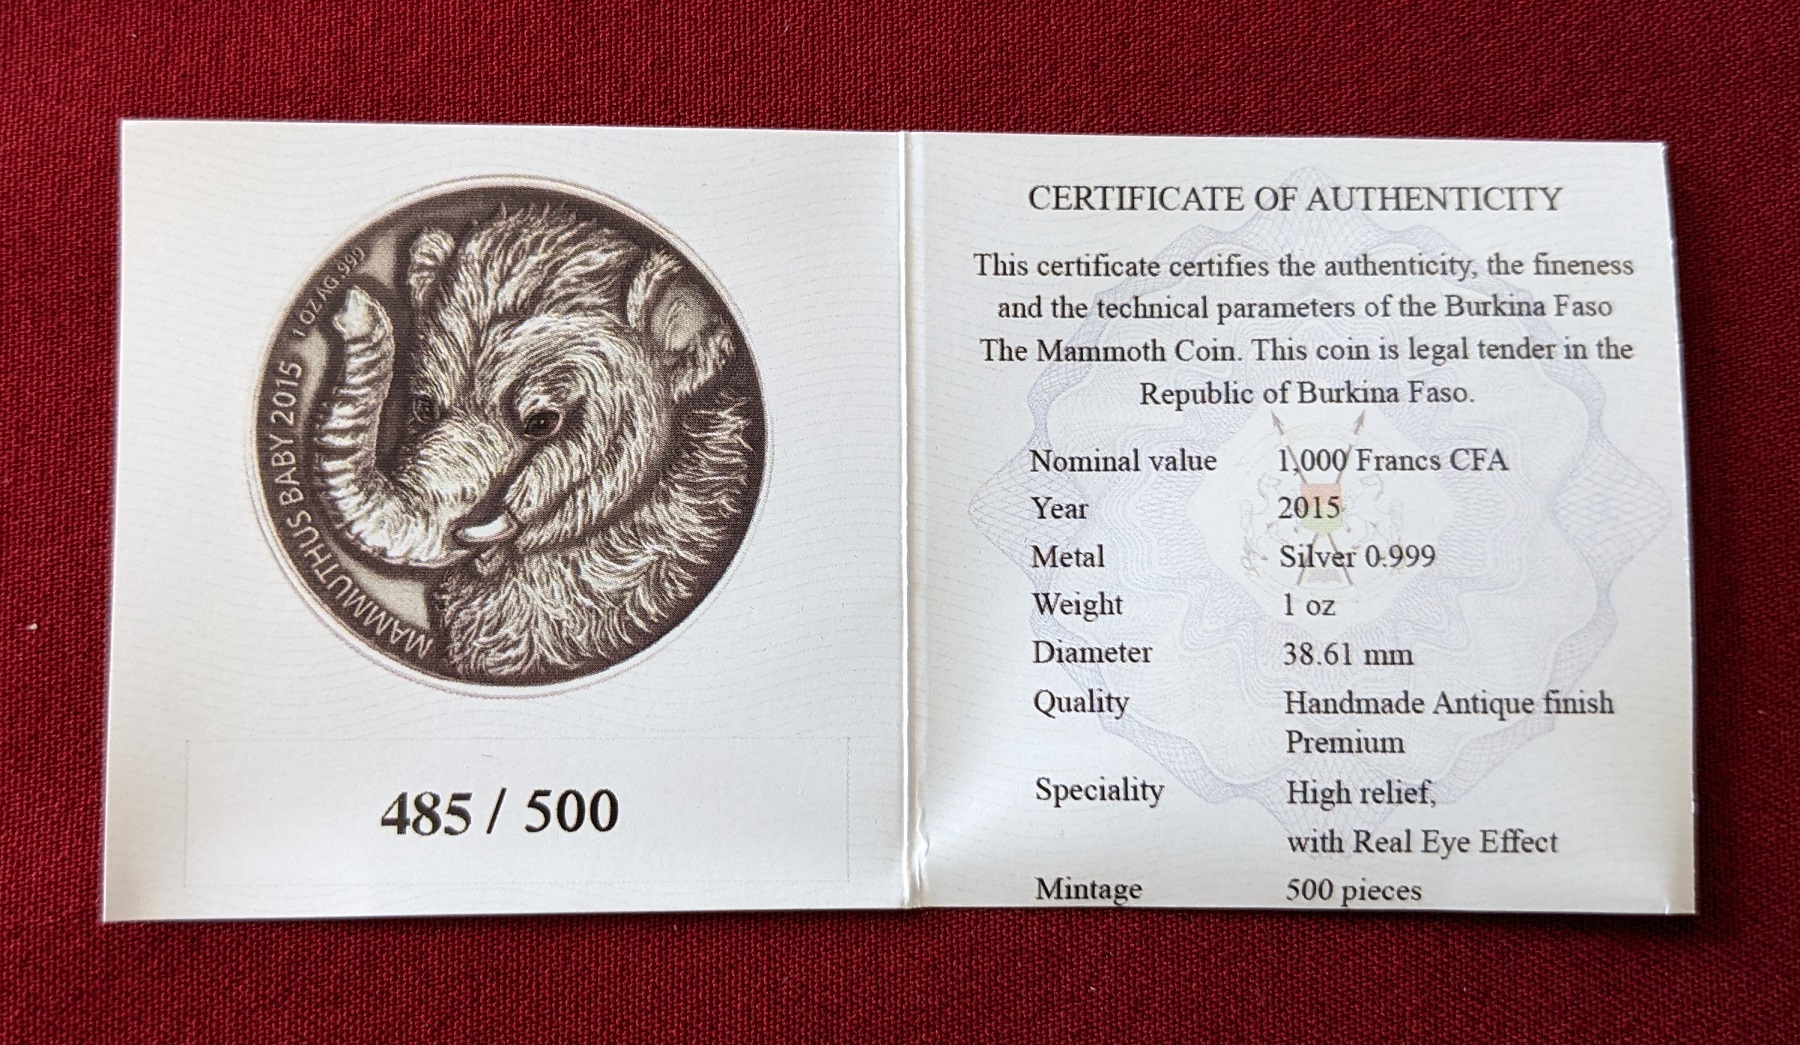 MAMMUTHUS BABY 2015 1 OZ AG.999
485 / 500
CERTIFICATE OF AUTHENTICITY
This certificate certifies the authenticity, the fineness
and the technical parameters of the Burkina Faso
The Mammoth Coin. This coin is legal tender in the
Republic of Burkina Faso.
Nominal value 1,000 Francs CFA
Year 2015
Metal Silver 0.999
Weight 1 oz
Diameter 38.61 mm
Quality Handmade Antique finish
Premium
Speciality High relief,
with Real Eye Effect
Mintage 500 pieces